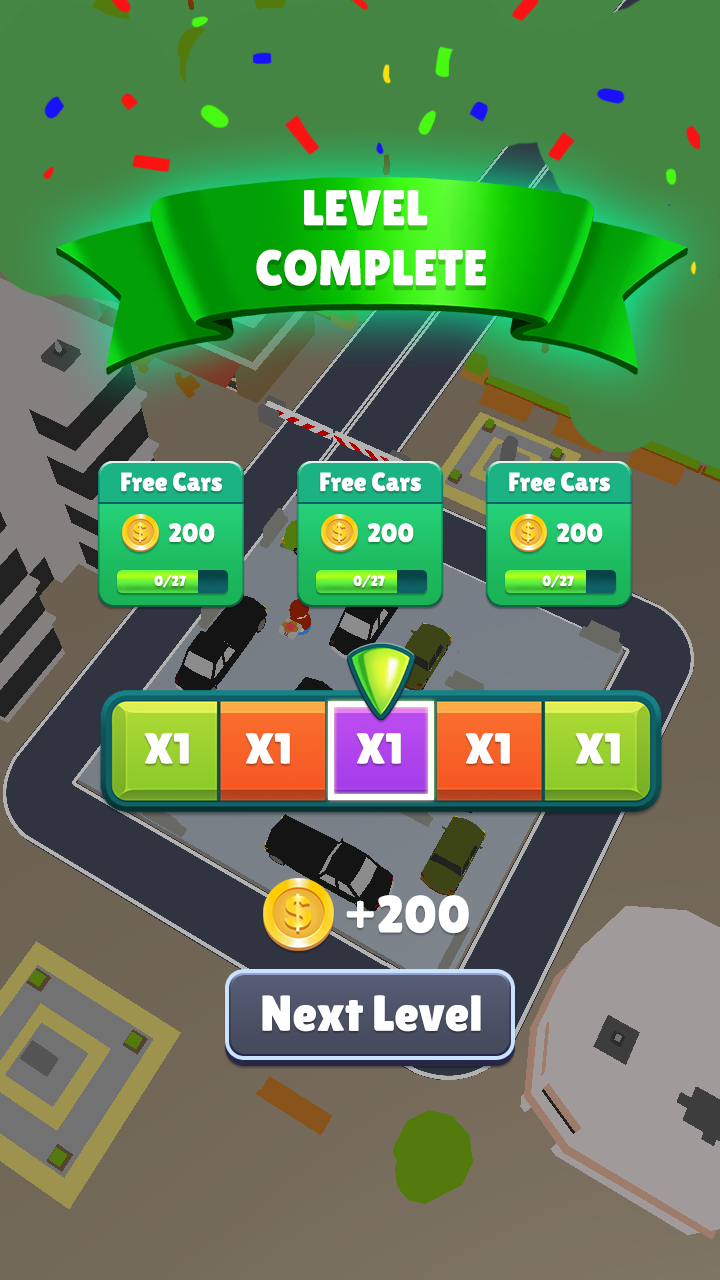 LEVEL
COMPLETE
Free Cars Free Cars Free Cars
200 200 200
0/27 0/27 0/27
X1 X1 X1 X1 X1
+200
Next Level